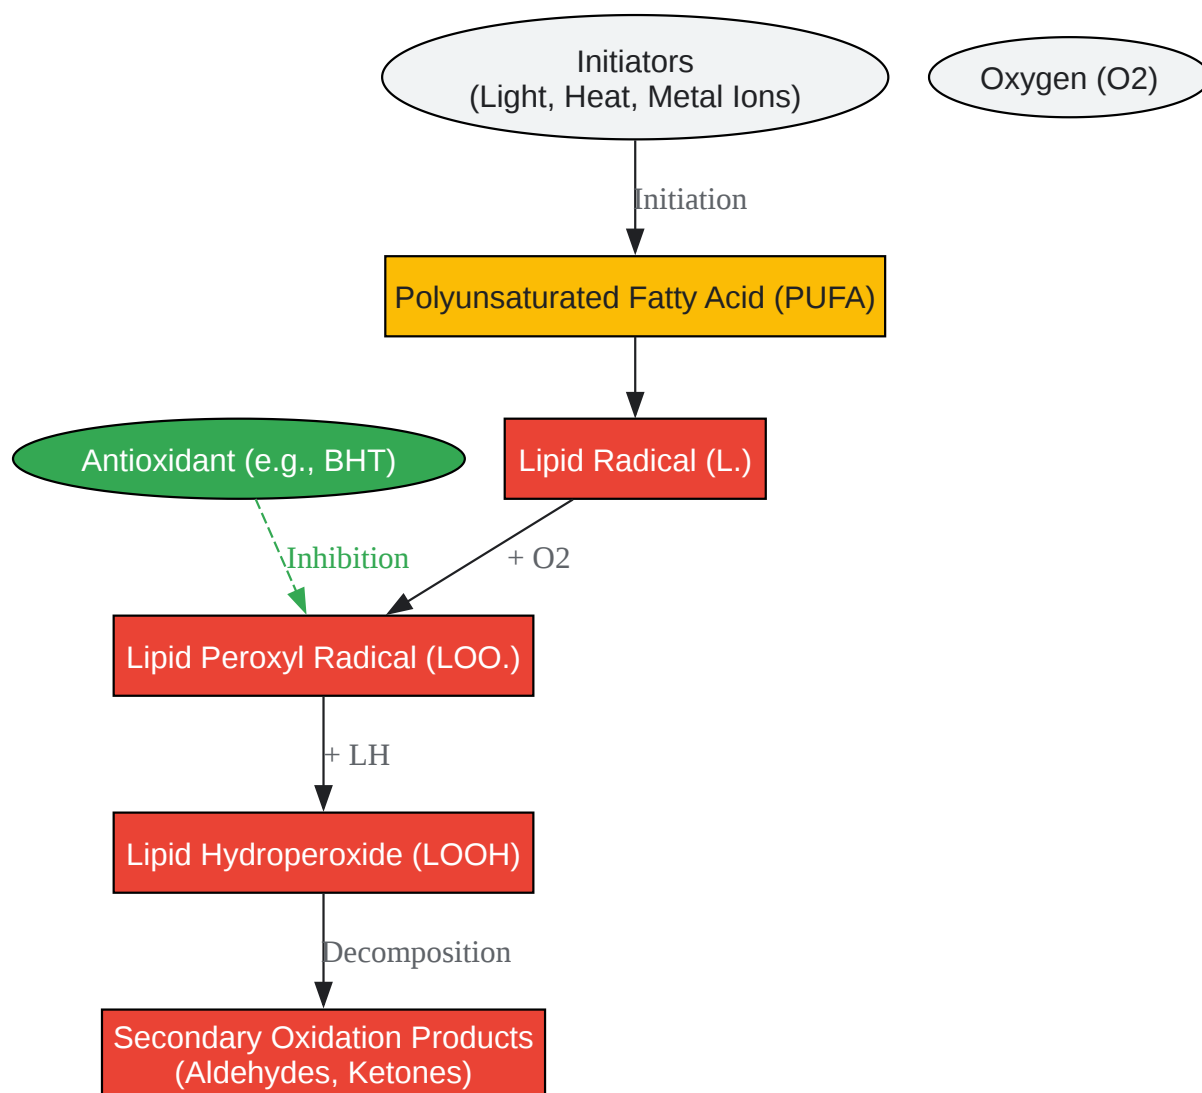 Initiators
(Light, Heat, Metal Ions)
Oxygen (O2)
Initiation
Polyunsaturated Fatty Acid (PUFA)
Antioxidant (e.g., BHT)
Lipid Radical (L.)
Inhibition
+ O2
Lipid Peroxyl Radical (LOO.)
+ LH
Lipid Hydroperoxide (LOOH)
Decomposition
Secondary Oxidation Products
(Aldehydes, Ketones)